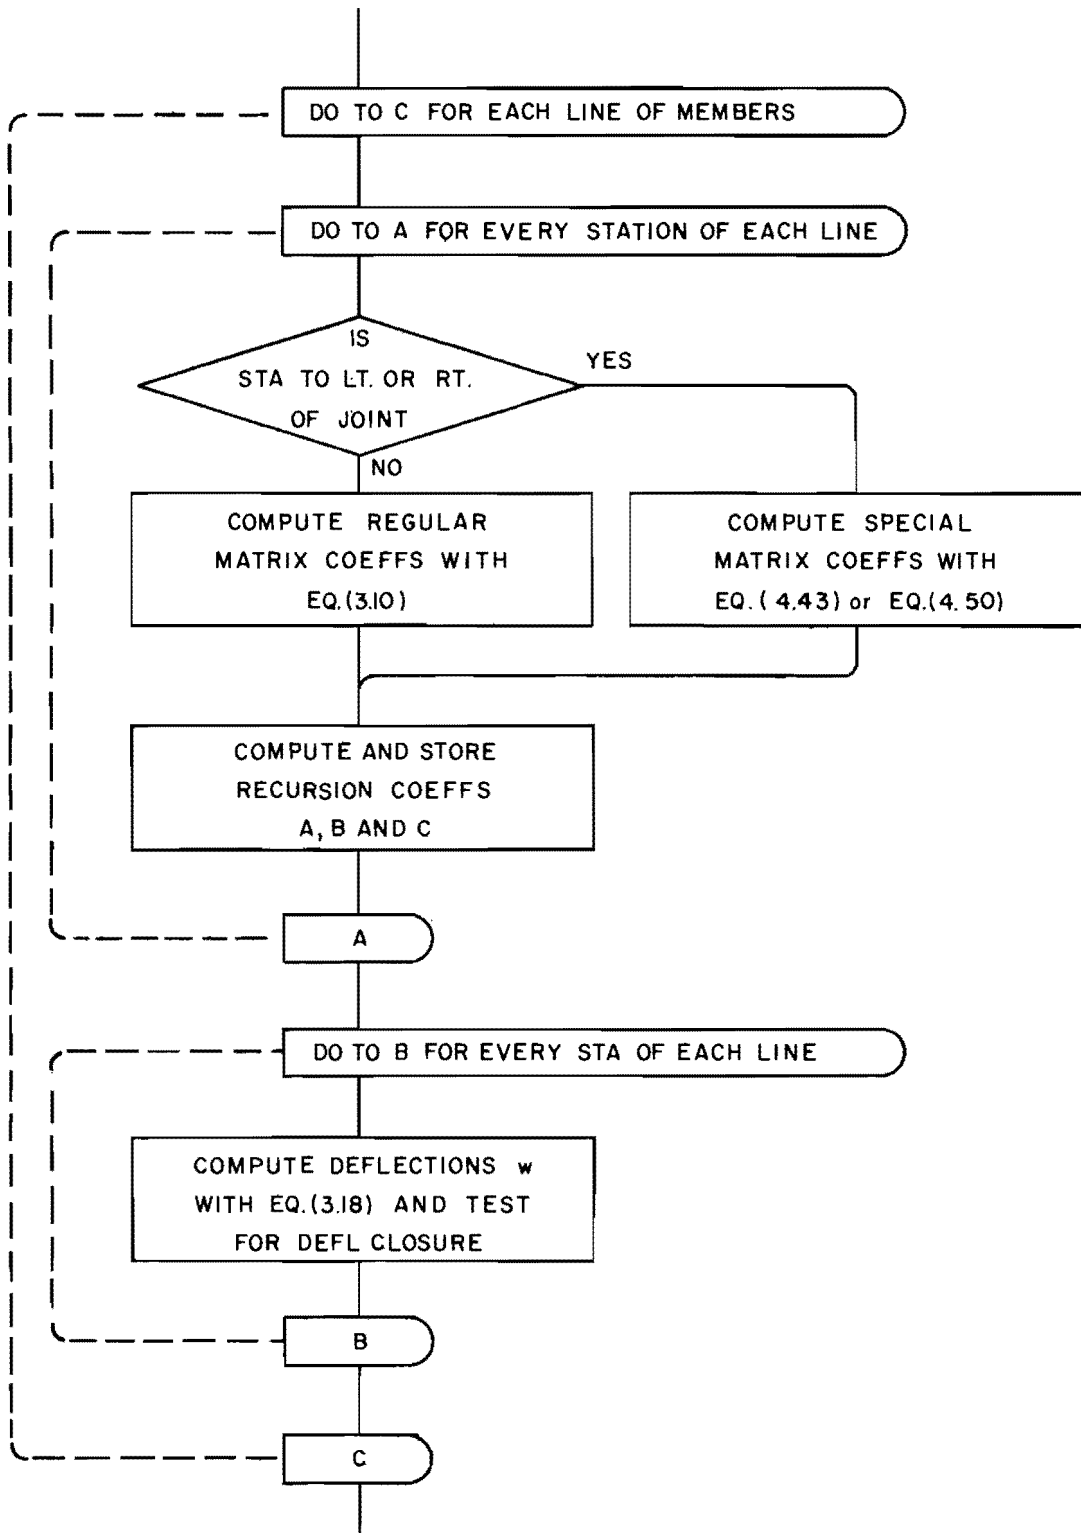 DO TO C FOR EACH LINE OF MEMBERS
DO TO A FOR EVERY STATION OF EACH LINE
IS
STA TO LT. OR RT.
OF JOINT
YES
NO
COMPUTE REGULAR
MATRIX COEFFS WITH
EQ.(3.10)
COMPUTE SPECIAL
MATRIX COEFFS WITH
EQ. (4.43) or EQ.(4.50)
COMPUTE AND STORE
RECURSION COEFFS
A, B AND C
A
DO TO B FOR EVERY STA OF EACH LINE
COMPUTE DEFLECTIONS w
WITH EQ.(3.18) AND TEST
FOR DEFL CLOSURE
B
C